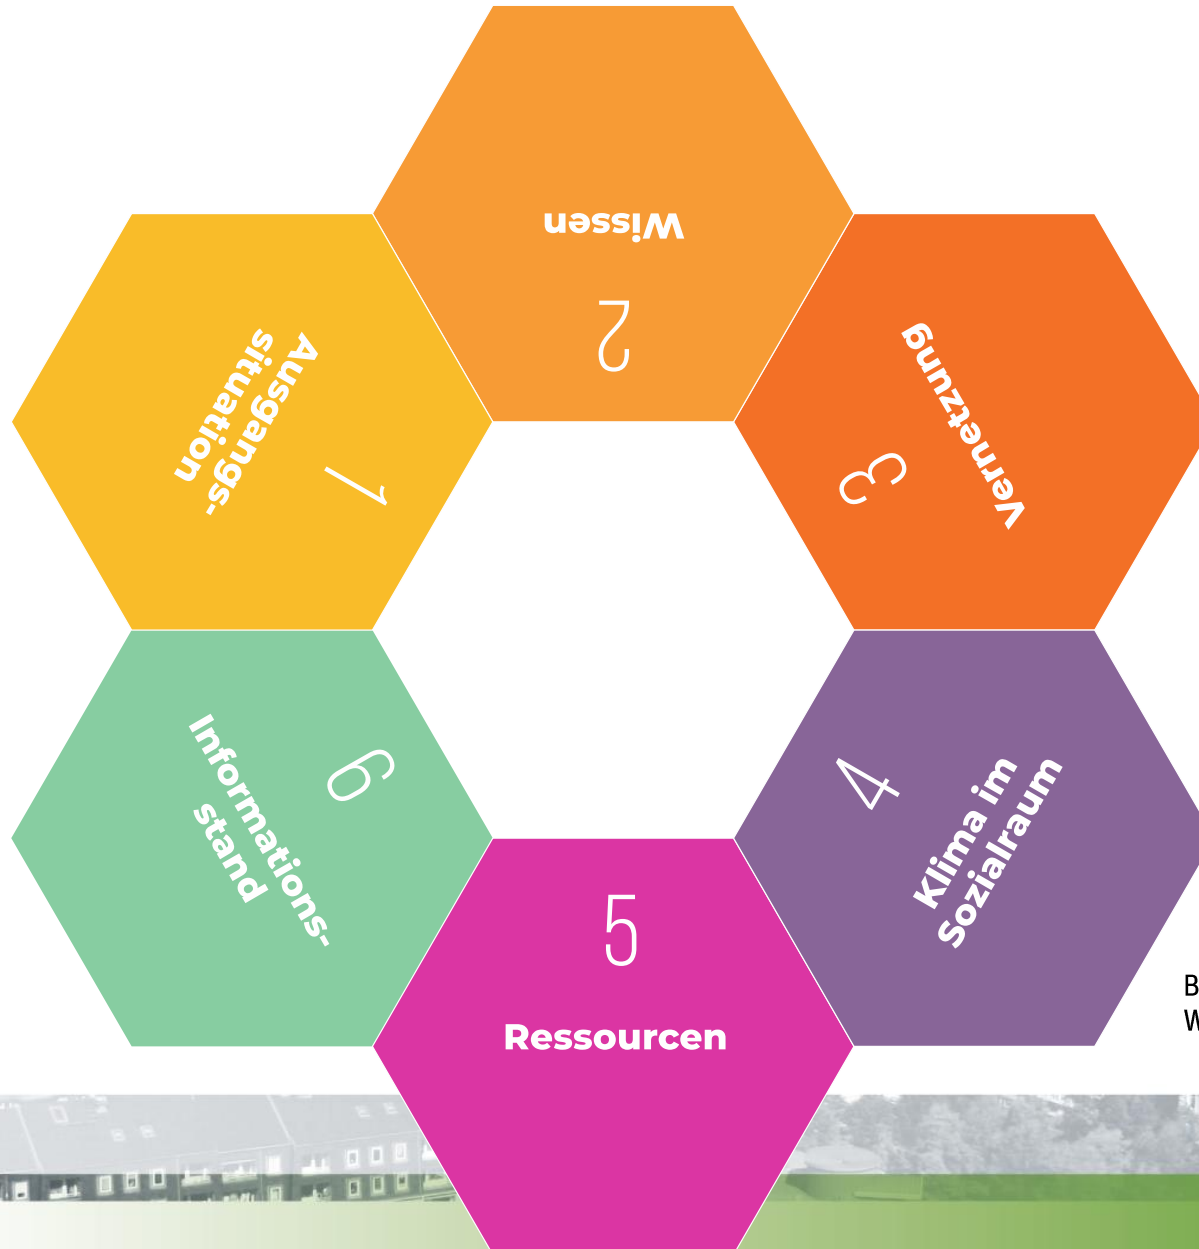 1
Ausgangs-
situation
2
Wissen
3
Vernetzung
4
Klima im
Sozialraum
5
Ressourcen
6
Informations-
stand